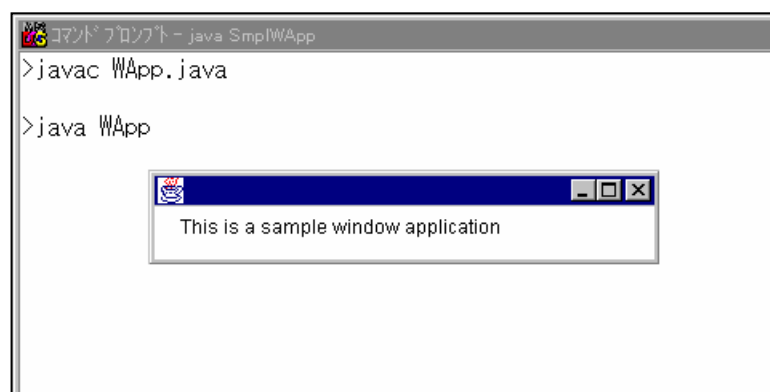 コマンド プロンプト - java SmplWApp
>javac WApp.java
>java WApp
This is a sample window application